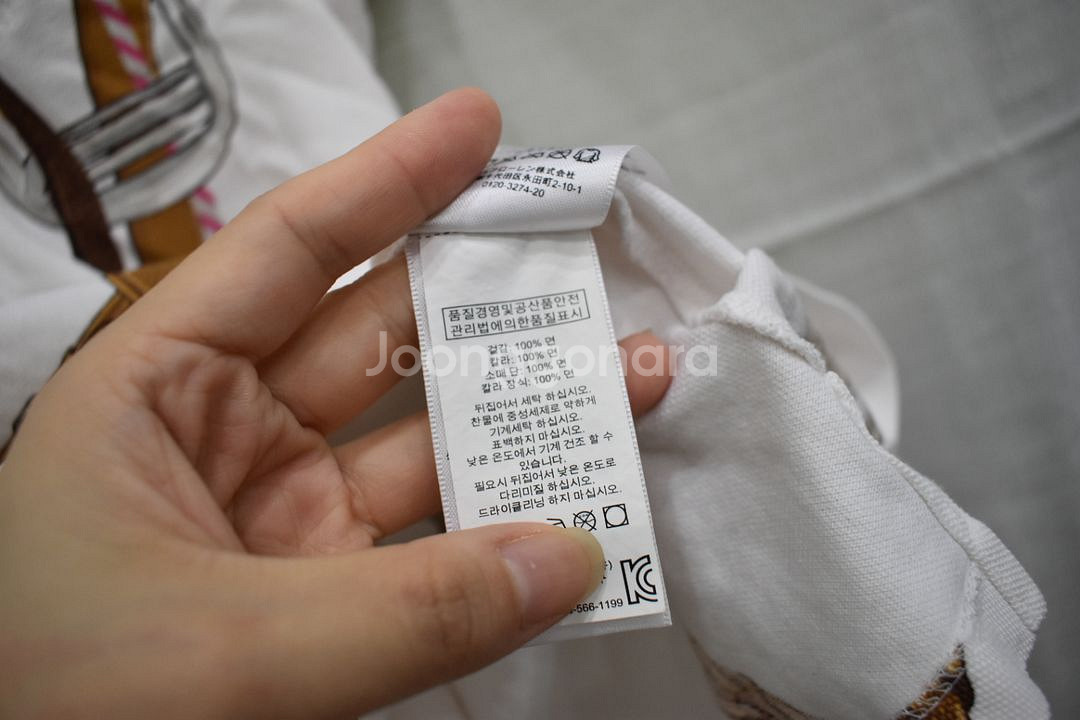 ローレン株式会社
田区永田町2-10-1
0120-3274-20
품질경영및공산품안전
관리법에의한품질표시
겉감: 100% 면
칼라: 100% 면
소매 단: 100% 면
칼라 장식: 100% 면
뒤집어서 세탁 하십시오.
찬물에 중성세제로 약하게
기계세탁 하십시오.
표백하지 마십시오.
낮은 온도에서 기계 건조 할 수
있습니다.
필요시 뒤집어서 낮은 온도로
다리미질 하십시오.
드라이클리닝 하지 마십시오.
KC
-566-1199
Joonggonara